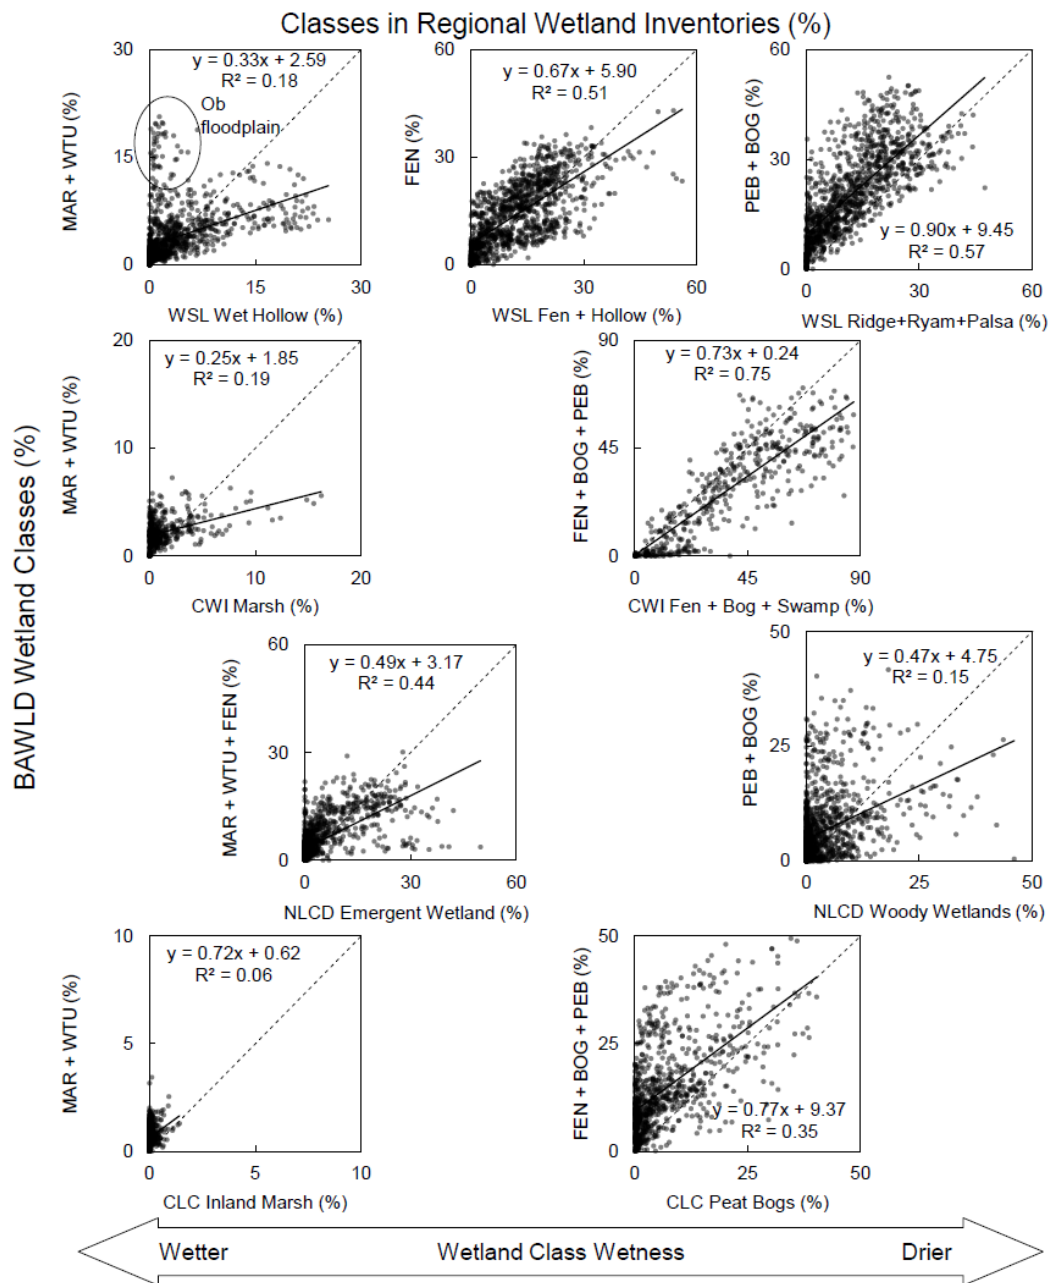 Classes in Regional Wetland Inventories (%)
BAWLD Wetland Classes (%)
MAR + WTU (%)
30
15
0
y = 0.33x + 2.59
R² = 0.18
Ob
floodplain
0 15 30
WSL Wet Hollow (%)
FEN (%)
60
30
0
y = 0.67x + 5.90
R² = 0.51
0 30 60
WSL Fen + Hollow (%)
PEB + BOG (%)
60
30
0
y = 0.90x + 9.45
R² = 0.57
0 30 60
WSL Ridge+Ryam+Palsa (%)
MAR + WTU (%)
20
10
0
y = 0.25x + 1.85
R² = 0.19
0 10 20
CWI Marsh (%)
FEN + BOG + PEB (%)
90
45
0
y = 0.73x + 0.24
R² = 0.75
0 45 90
CWI Fen + Bog + Swamp (%)
MAR + WTU + FEN (%)
60
30
0
y = 0.49x + 3.17
R² = 0.44
0 30 60
NLCD Emergent Wetland (%)
PEB + BOG (%)
50
25
0
y = 0.47x + 4.75
R² = 0.15
0 25 50
NLCD Woody Wetlands (%)
MAR + WTU (%)
10
5
0
y = 0.72x + 0.62
R² = 0.06
0 5 10
CLC Inland Marsh (%)
FEN + BOG + PEB (%)
50
25
0
y = 0.77x + 9.37
R² = 0.35
0 25 50
CLC Peat Bogs (%)
Wetter Wetland Class Wetness Drier